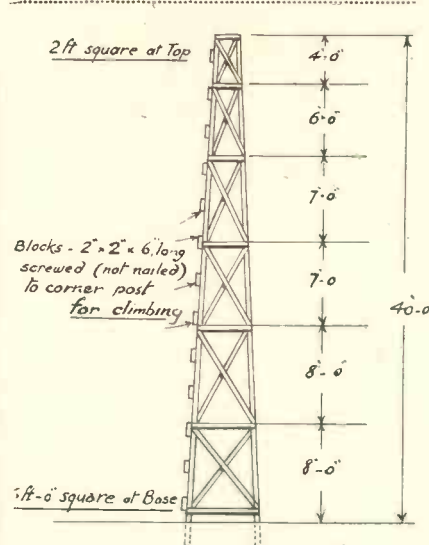 2 ft square at Top
4'-0"
6'-0"
7'-0"
Blocks - 2" x 2" x 6" long
screwed (not nailed)
to corner post
for climbing
7'-0
40'-0
8'-0"
8'-0"
ft-0" square at Base